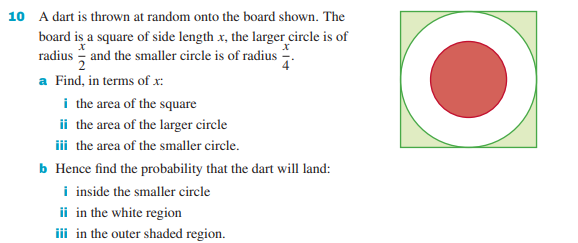 10 A dart is thrown at random onto the board shown. The
board is a square of side length x, the larger circle is of
radius x/2 and the smaller circle is of radius x/4.
a Find, in terms of x:
i the area of the square
ii the area of the larger circle
iii the area of the smaller circle.
b Hence find the probability that the dart will land:
i inside the smaller circle
ii in the white region
iii in the outer shaded region.